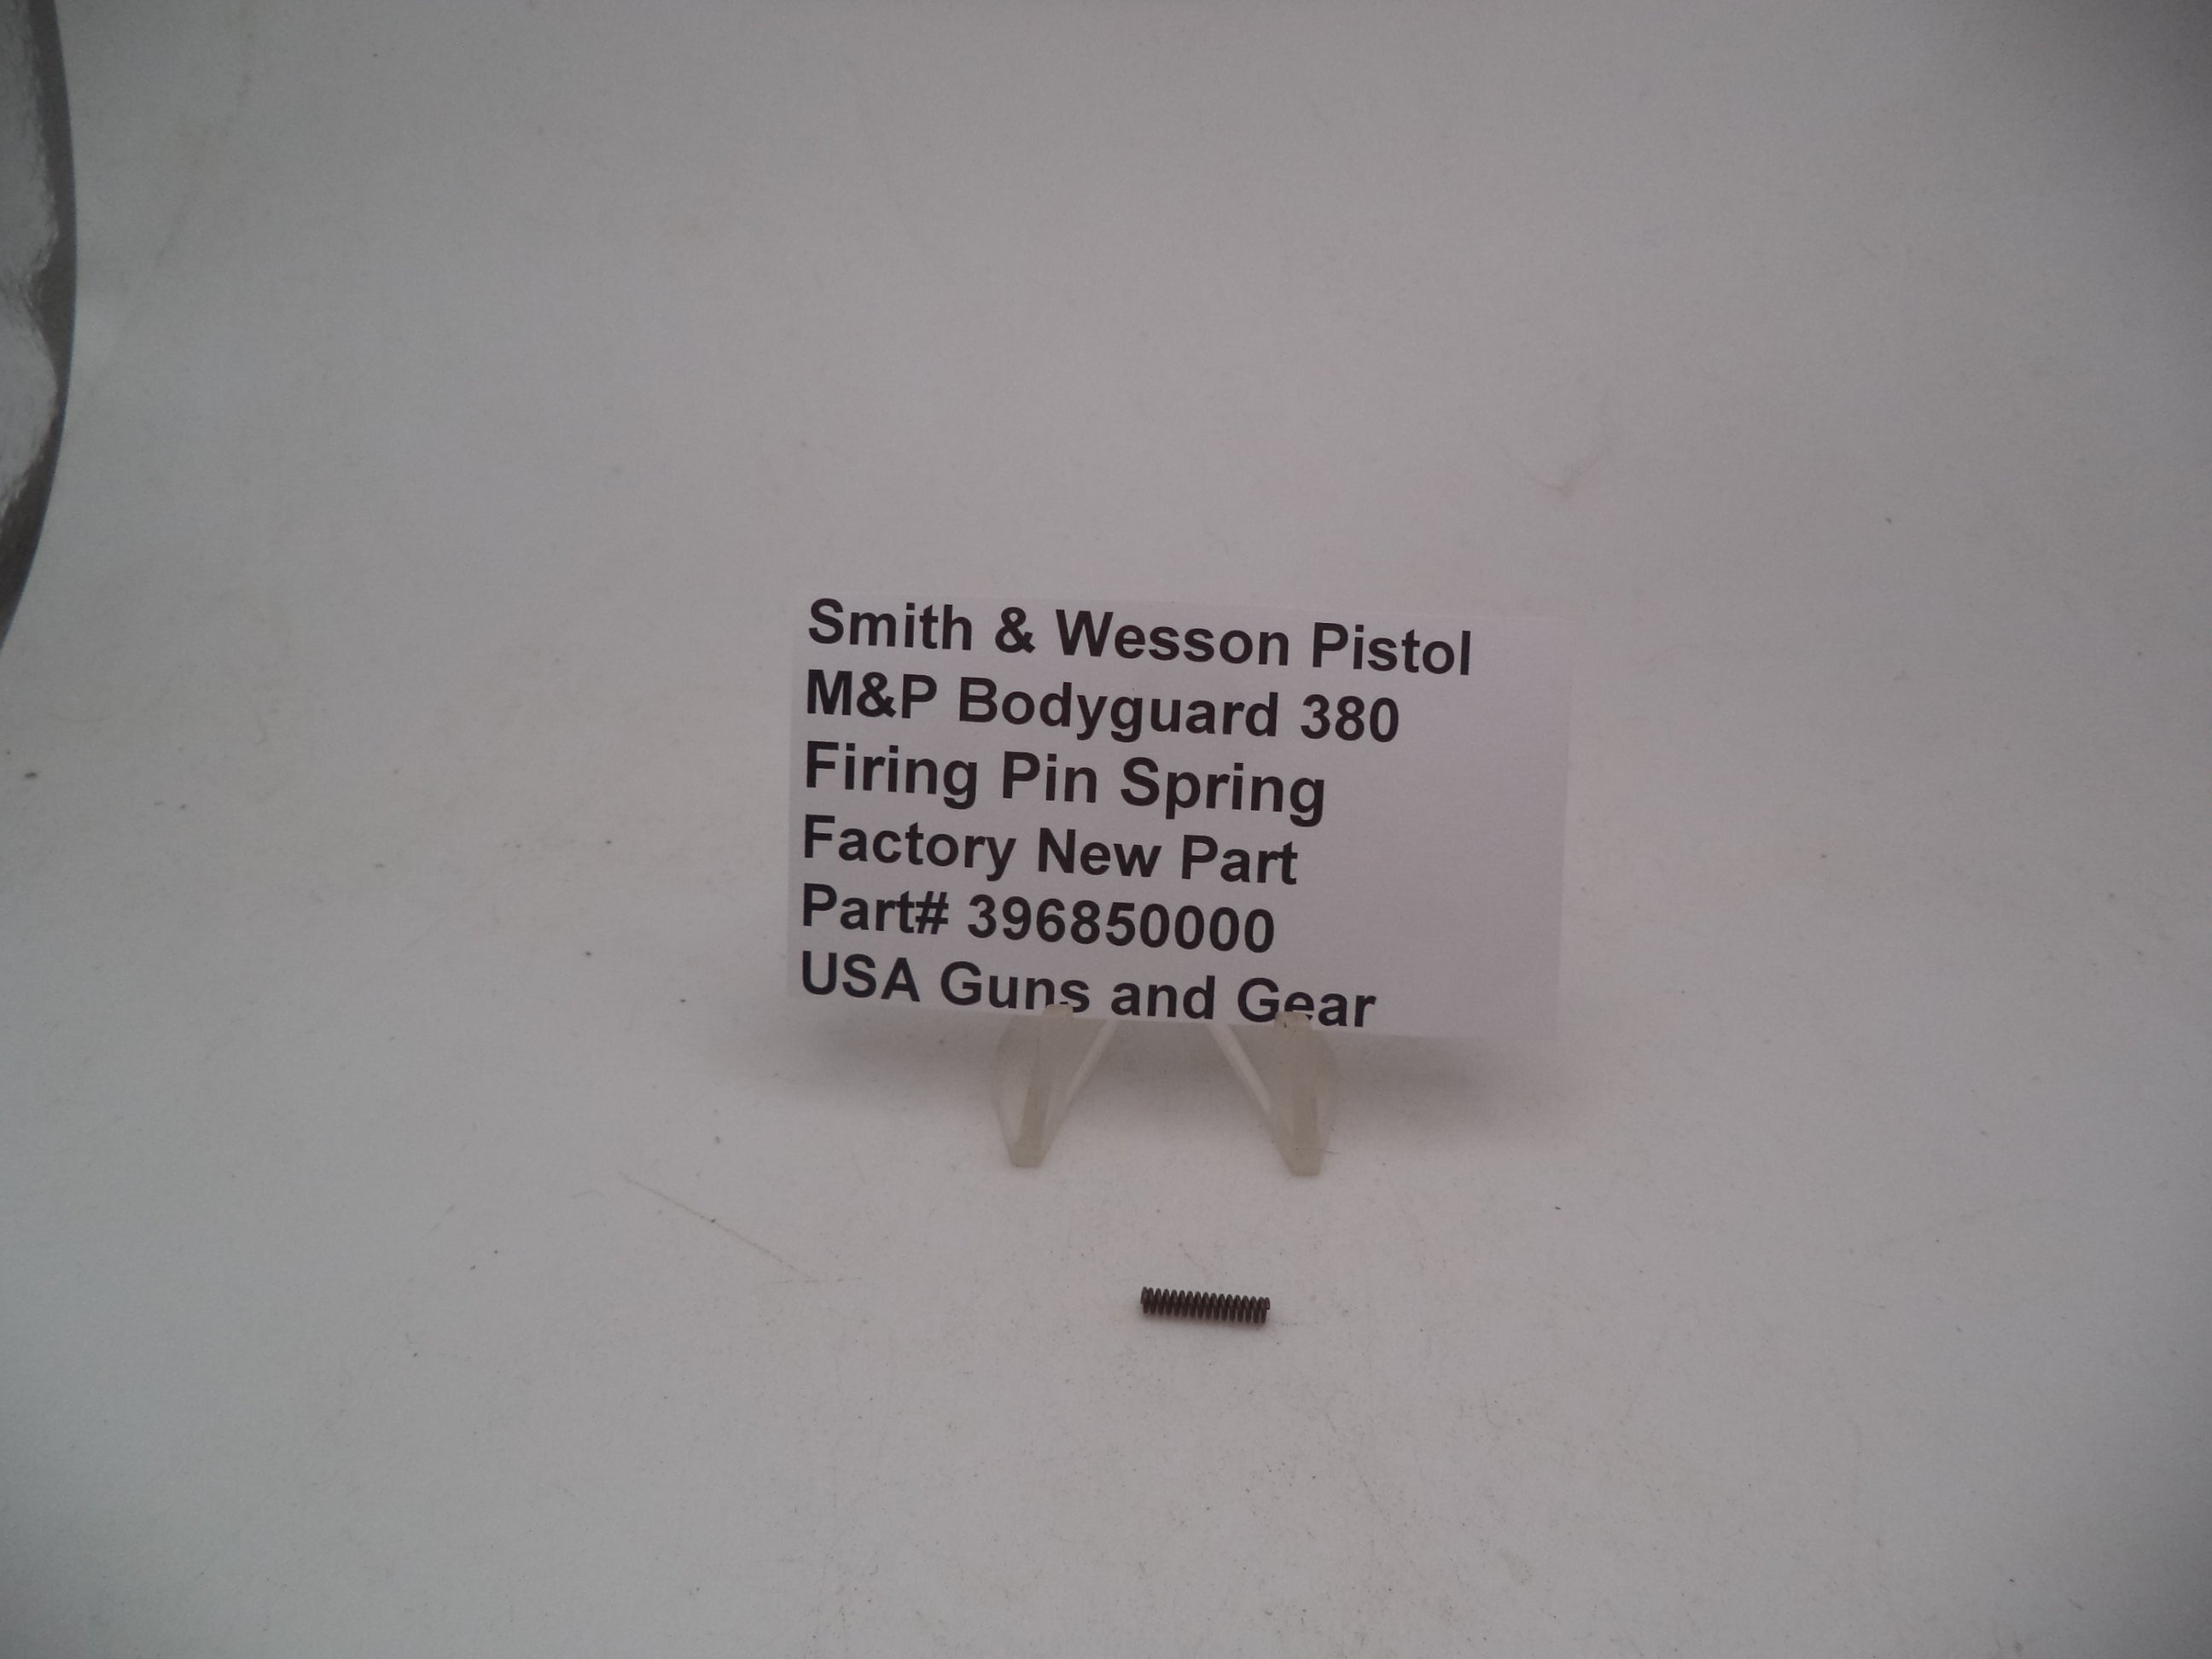 Smith & Wesson Pistol
M&P Bodyguard 380
Firing Pin Spring
Factory New Part
Part# 396850000
USA Guns and Gear